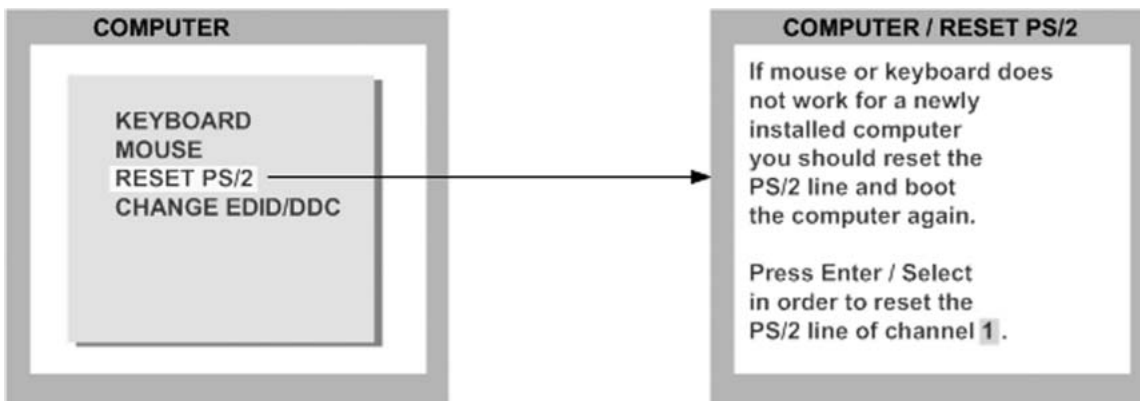 COMPUTER
KEYBOARD
MOUSE
RESET PS/2
CHANGE EDID/DDC
COMPUTER / RESET PS/2
If mouse or keyboard does
not work for a newly
installed computer
you should reset the
PS/2 line and boot
the computer again.
Press Enter / Select
in order to reset the
PS/2 line of channel 1 .